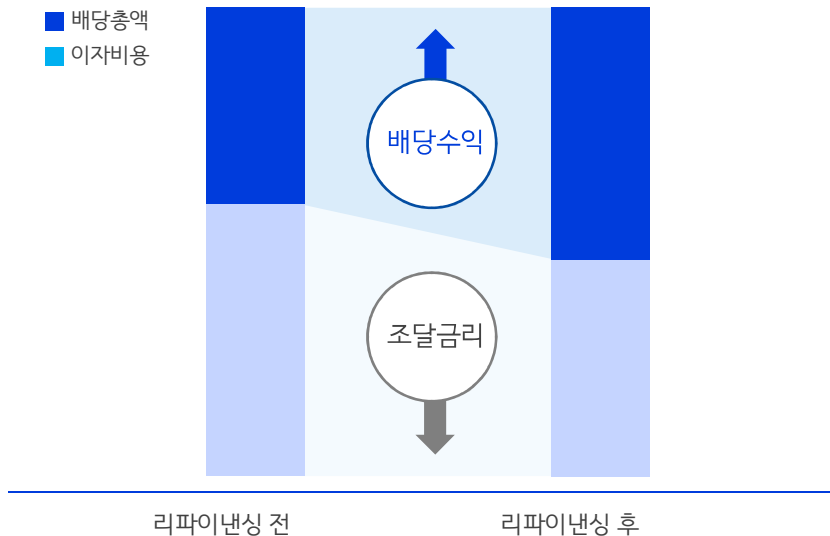 배당총액
이자비용
배당수익
조달금리
리파이낸싱 전
리파이낸싱 후